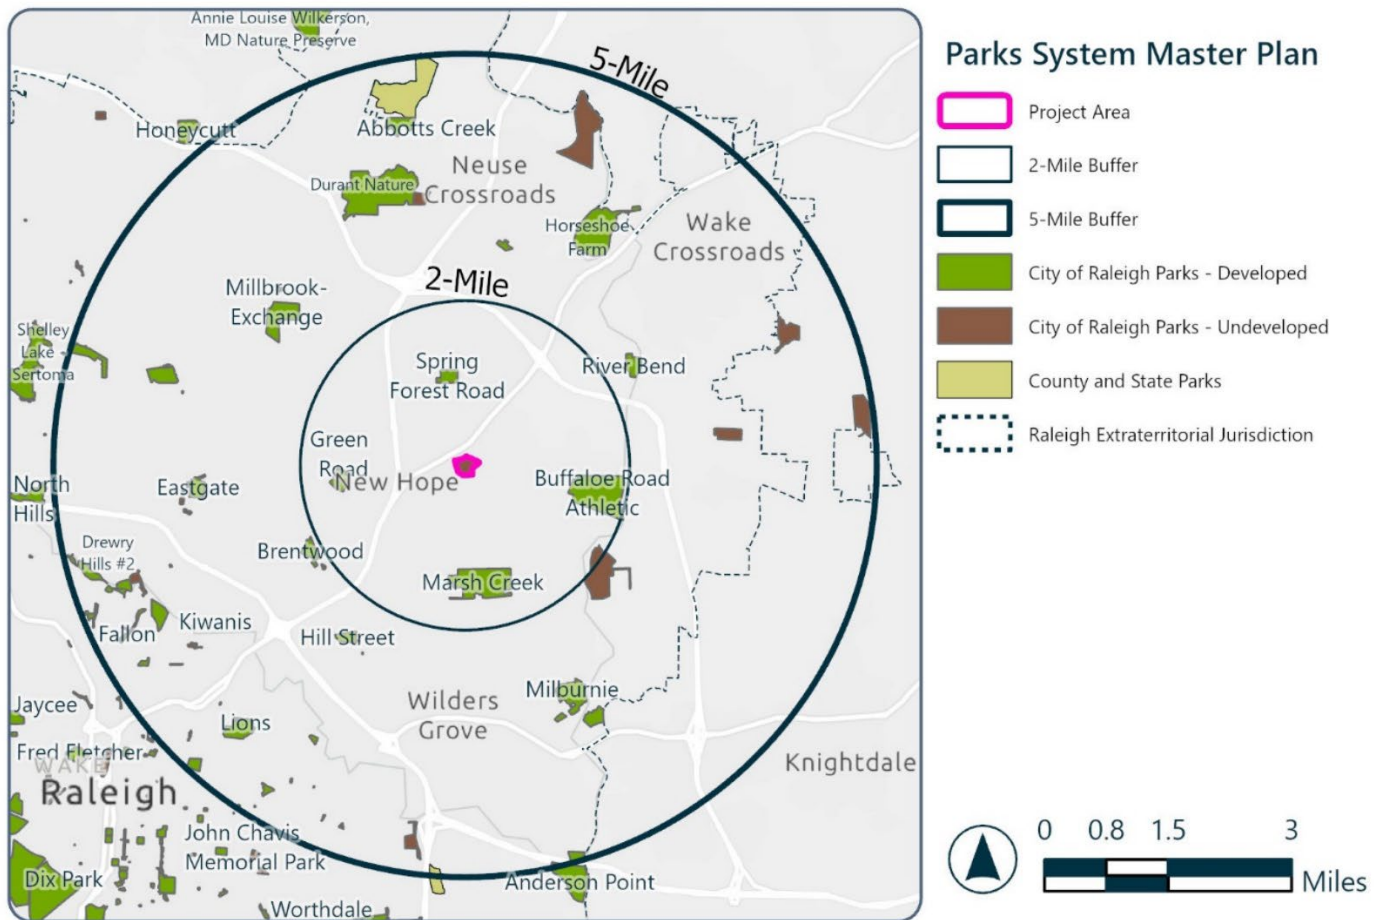 Annie Louise Wilkerson,
MD Nature Preserve
5-Mile
Honeycutt
Abbotts Creek
Neuse
Crossroads
Durant Nature
Horseshoe
Farm
Wake
Crossroads
2-Mile
Millbrook-
Exchange
Shelley
Lake -
Sertoma
Spring
Forest Road
River Bend
Green
Road
New Hope
Buffaloe Road
Athletic
North
Hills
Eastgate
Drewry
Hills #2
Brentwood
Marsh Creek
Fallon
Kiwanis
Hill Street
Milburnie
Wilders
Grove
Jaycee
Lions
Fred Fletcher
WAKE
Raleigh
Knightdale
John Chavis
Memorial Park
Dix Park
Anderson Point
Worthdale
Parks System Master Plan
Project Area
2-Mile Buffer
5-Mile Buffer
City of Raleigh Parks - Developed
City of Raleigh Parks - Undeveloped
County and State Parks
Raleigh Extraterritorial Jurisdiction
0 0.8 1.5 3
Miles